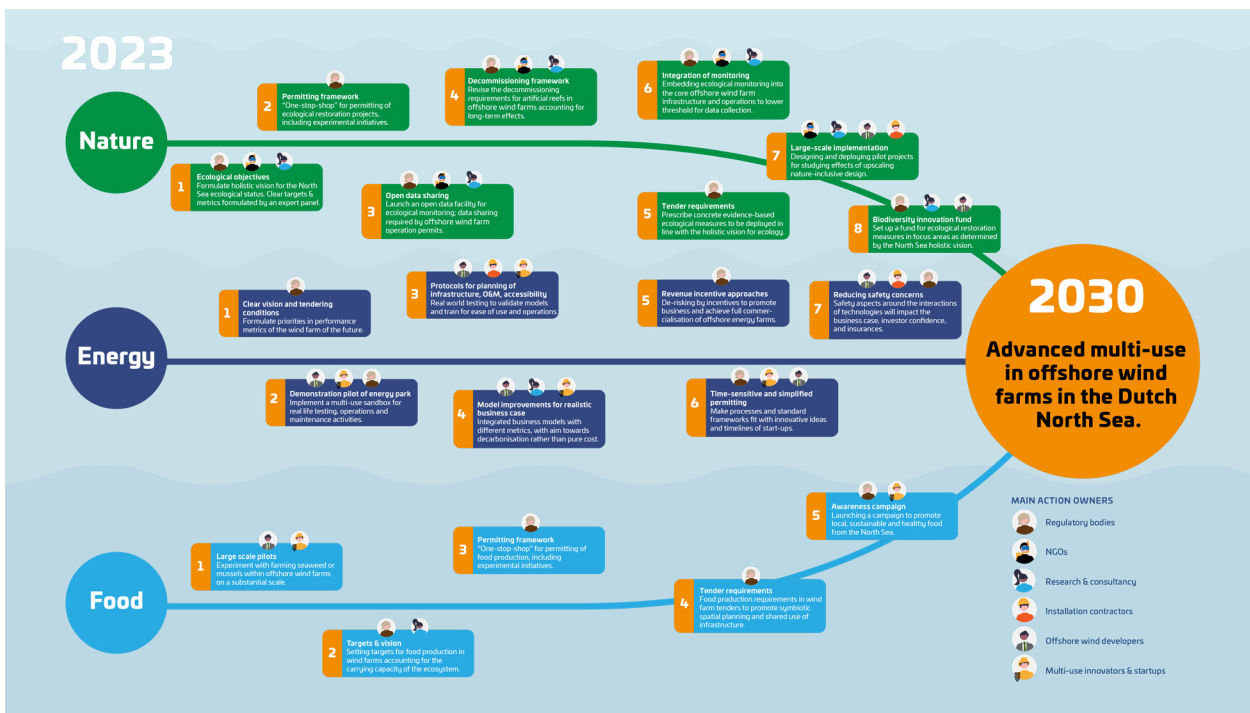 2023
Nature
1
Ecological objectives
Formulate holistic vision for the North
Sea ecological status. Clear targets &
metrics formulated by an expert panel.
2
Permitting framework
“One-stop-shop” for permitting of
ecological restoration projects,
including experimental initiatives.
3
Open data sharing
Launch an open data facility for
ecological monitoring; data sharing
required by offshore wind farm
operation permits.
4
Decommissioning framework
Revise the decommissioning
requirements for artificial reefs in
offshore wind farms accounting for
long-term effects.
5
Tender requirements
Prescribe concrete evidence-based
ecological measures to be deployed in
line with the holistic vision for ecology.
6
Integration of monitoring
Embedding ecological monitoring into
the core offshore wind farm
infrastructure and operations to lower
threshold for data collection.
7
Large-scale implementation
Designing and deploying pilot projects
for studying effects of upscaling
nature-inclusive design.
8
Biodiversity innovation fund
Set up a fund for ecological restoration
measures in focus areas as determined
by the North Sea holistic vision.
Energy
1
Clear vision and tendering
conditions
Formulate priorities in performance
metrics of the wind farm of the future.
2
Demonstration pilot of energy park
Implement a multi-use sandbox for
real life testing, operations and
maintenance activities.
3
Protocols for planning of
infrastructure, O&M, accessibility
Real world testing to validate models
and train for ease of use and operations.
4
Model improvements for realistic
business case
Integrated business models with
different metrics, with aim towards
decarbonisation rather than pure cost.
5
Revenue incentive approaches
De-risking by incentives to promote
business and achieve full commer-
cialisation of offshore energy farms.
6
Time-sensitive and simplified
permitting
Make processes and standard
frameworks fit with innovative ideas
and timelines of start-ups.
7
Reducing safety concerns
Safety aspects around the interactions
of technologies will impact the
business case, investor confidence,
and insurances.
Food
1
Large scale pilots
Experiment with farming seaweed or
mussels within offshore wind farms
on a substantial scale.
2
Targets & vision
Setting targets for food production in
wind farms accounting for the
carrying capacity of the ecosystem.
3
Permitting framework
“One-stop-shop” for permitting of
food production, including
experimental initiatives.
4
Tender requirements
Food production requirements in wind
farm tenders to promote symbiotic
spatial planning and shared use of
infrastructure.
5
Awareness campaign
Launching a campaign to promote
local, sustainable and healthy food
from the North Sea.
2030
Advanced multi-use
in offshore wind
farms in the Dutch
North Sea.
MAIN ACTION OWNERS
Regulatory bodies
NGOs
Research & consultancy
Installation contractors
Offshore wind developers
Multi-use innovators & startups